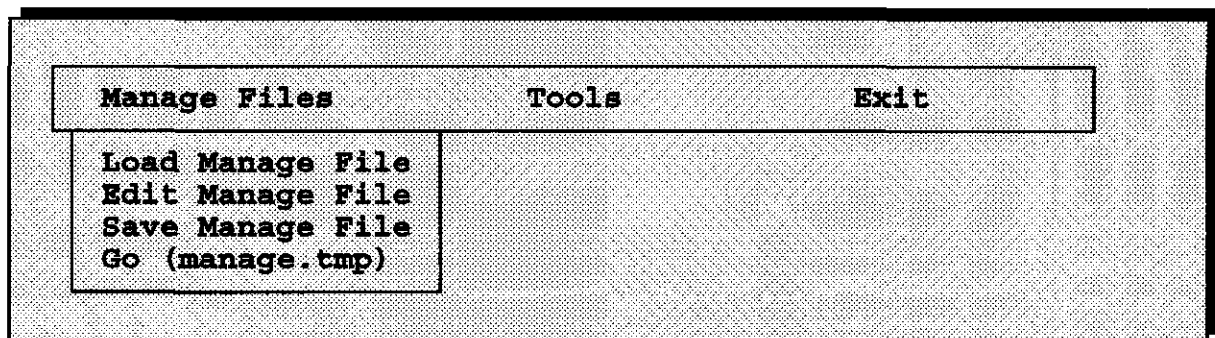 Manage Files Tools Exit
Load Manage File
Edit Manage File
Save Manage File
Go (manage.tmp)